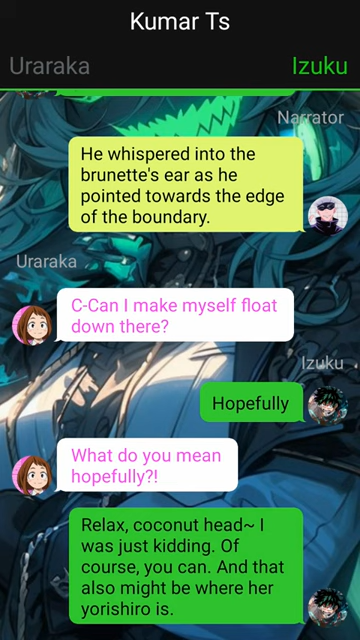 Kumar Ts
Uraraka Izuku
Narrator
He whispered into the
brunette's ear as he
pointed towards the edge
of the boundary.
Uraraka
C-Can I make myself float
down there?
Izuku
Hopefully
What do you mean
hopefully?!
Relax, coconut head~ I
was just kidding. Of
course, you can. And that
also might be where her
yorishiro is.